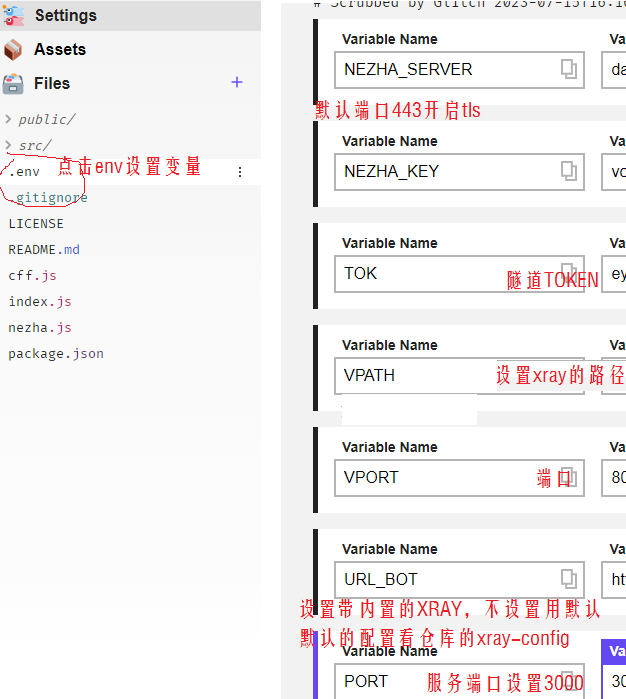 Settings
Assets
Files
+
public/
src/
.env
点击env设置变量
.gitignore
LICENSE
README.md
cff.js
index.js
nezha.js
package.json
# Scrubbed by Glitch 2023-07-15T16:10
Variable Name
Va
NEZHA_SERVER
da
默认端口443开启tls
Variable Name
Va
NEZHA_KEY
vo
Variable Name
Va
TOK
ey
隧道TOKEN
Variable Name
Va
VPATH
设置xray的路径
Variable Name
Va
VPORT
80
端口
Variable Name
Va
URL_BOT
ht
设置带内置的XRAY，不设置用默认
默认的配置看仓库的xray-config
Variable Name
Va
PORT
30
服务端口设置3000